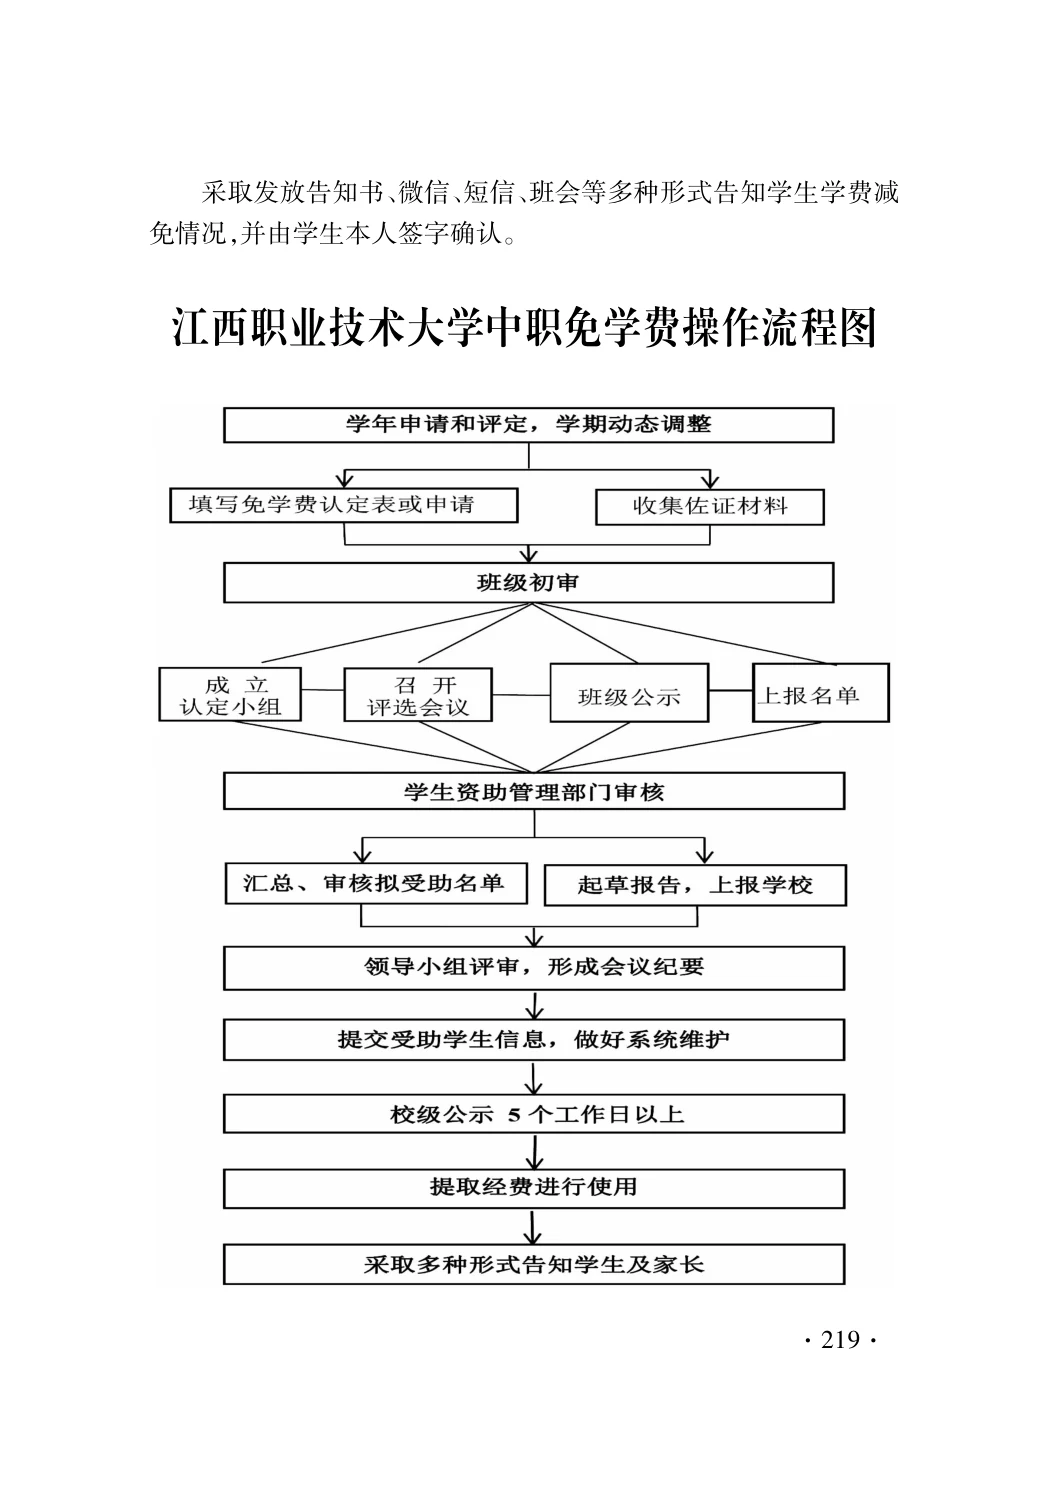 采取发放告知书、微信、短信、班会等多种形式告知学生学费减
免情况,并由学生本人签字确认。
江西职业技术大学中职免学费操作流程图
学年申请和评定，学期动态调整
填写免学费认定表或申请
收集佐证材料
班级初审
成 立
认定小组
召 开
评选会议
班级公示
上报名单
学生资助管理部门审核
汇总、审核拟受助名单
起草报告，上报学校
领导小组评审，形成会议纪要
提交受助学生信息，做好系统维护
校级公示 5 个工作日以上
提取经费进行使用
采取多种形式告知学生及家长
· 219 ·